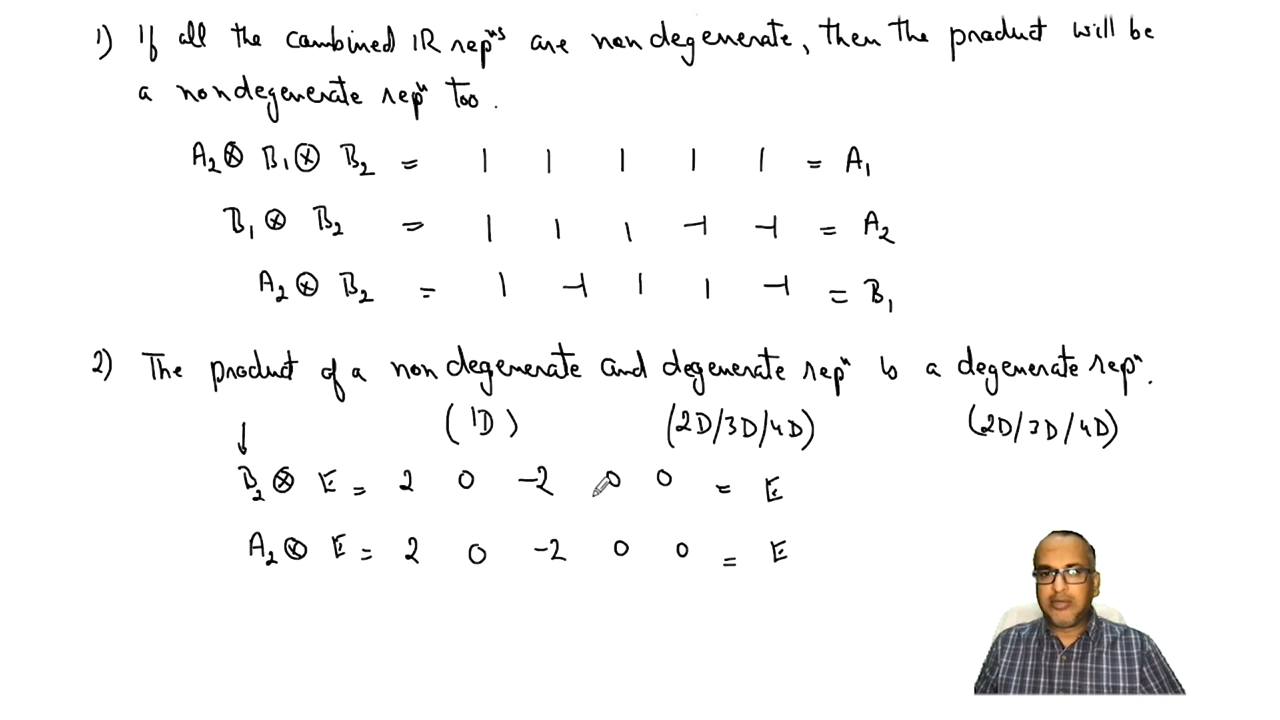 1) If all the combined IR repⁿˢ are nondegenerate, then the product will be
a nondegenerate repⁿ too.
A₂ ⊗ B₁ ⊗ B₂ = 1 1 1 1 1 = A₁
B₁ ⊗ B₂ = 1 1 1 -1 -1 = A₂
A₂ ⊗ B₂ = 1 -1 1 1 -1 = B₁
2) The product of a non degenerate and degenerate repⁿ is a degenerate repⁿ.
(1D) (2D/3D/4D) (2D/3D/4D)
↓
B₂ ⊗ E = 2 0 -2 0 0 = E
A₂ ⊗ E = 2 0 -2 0 0 = E